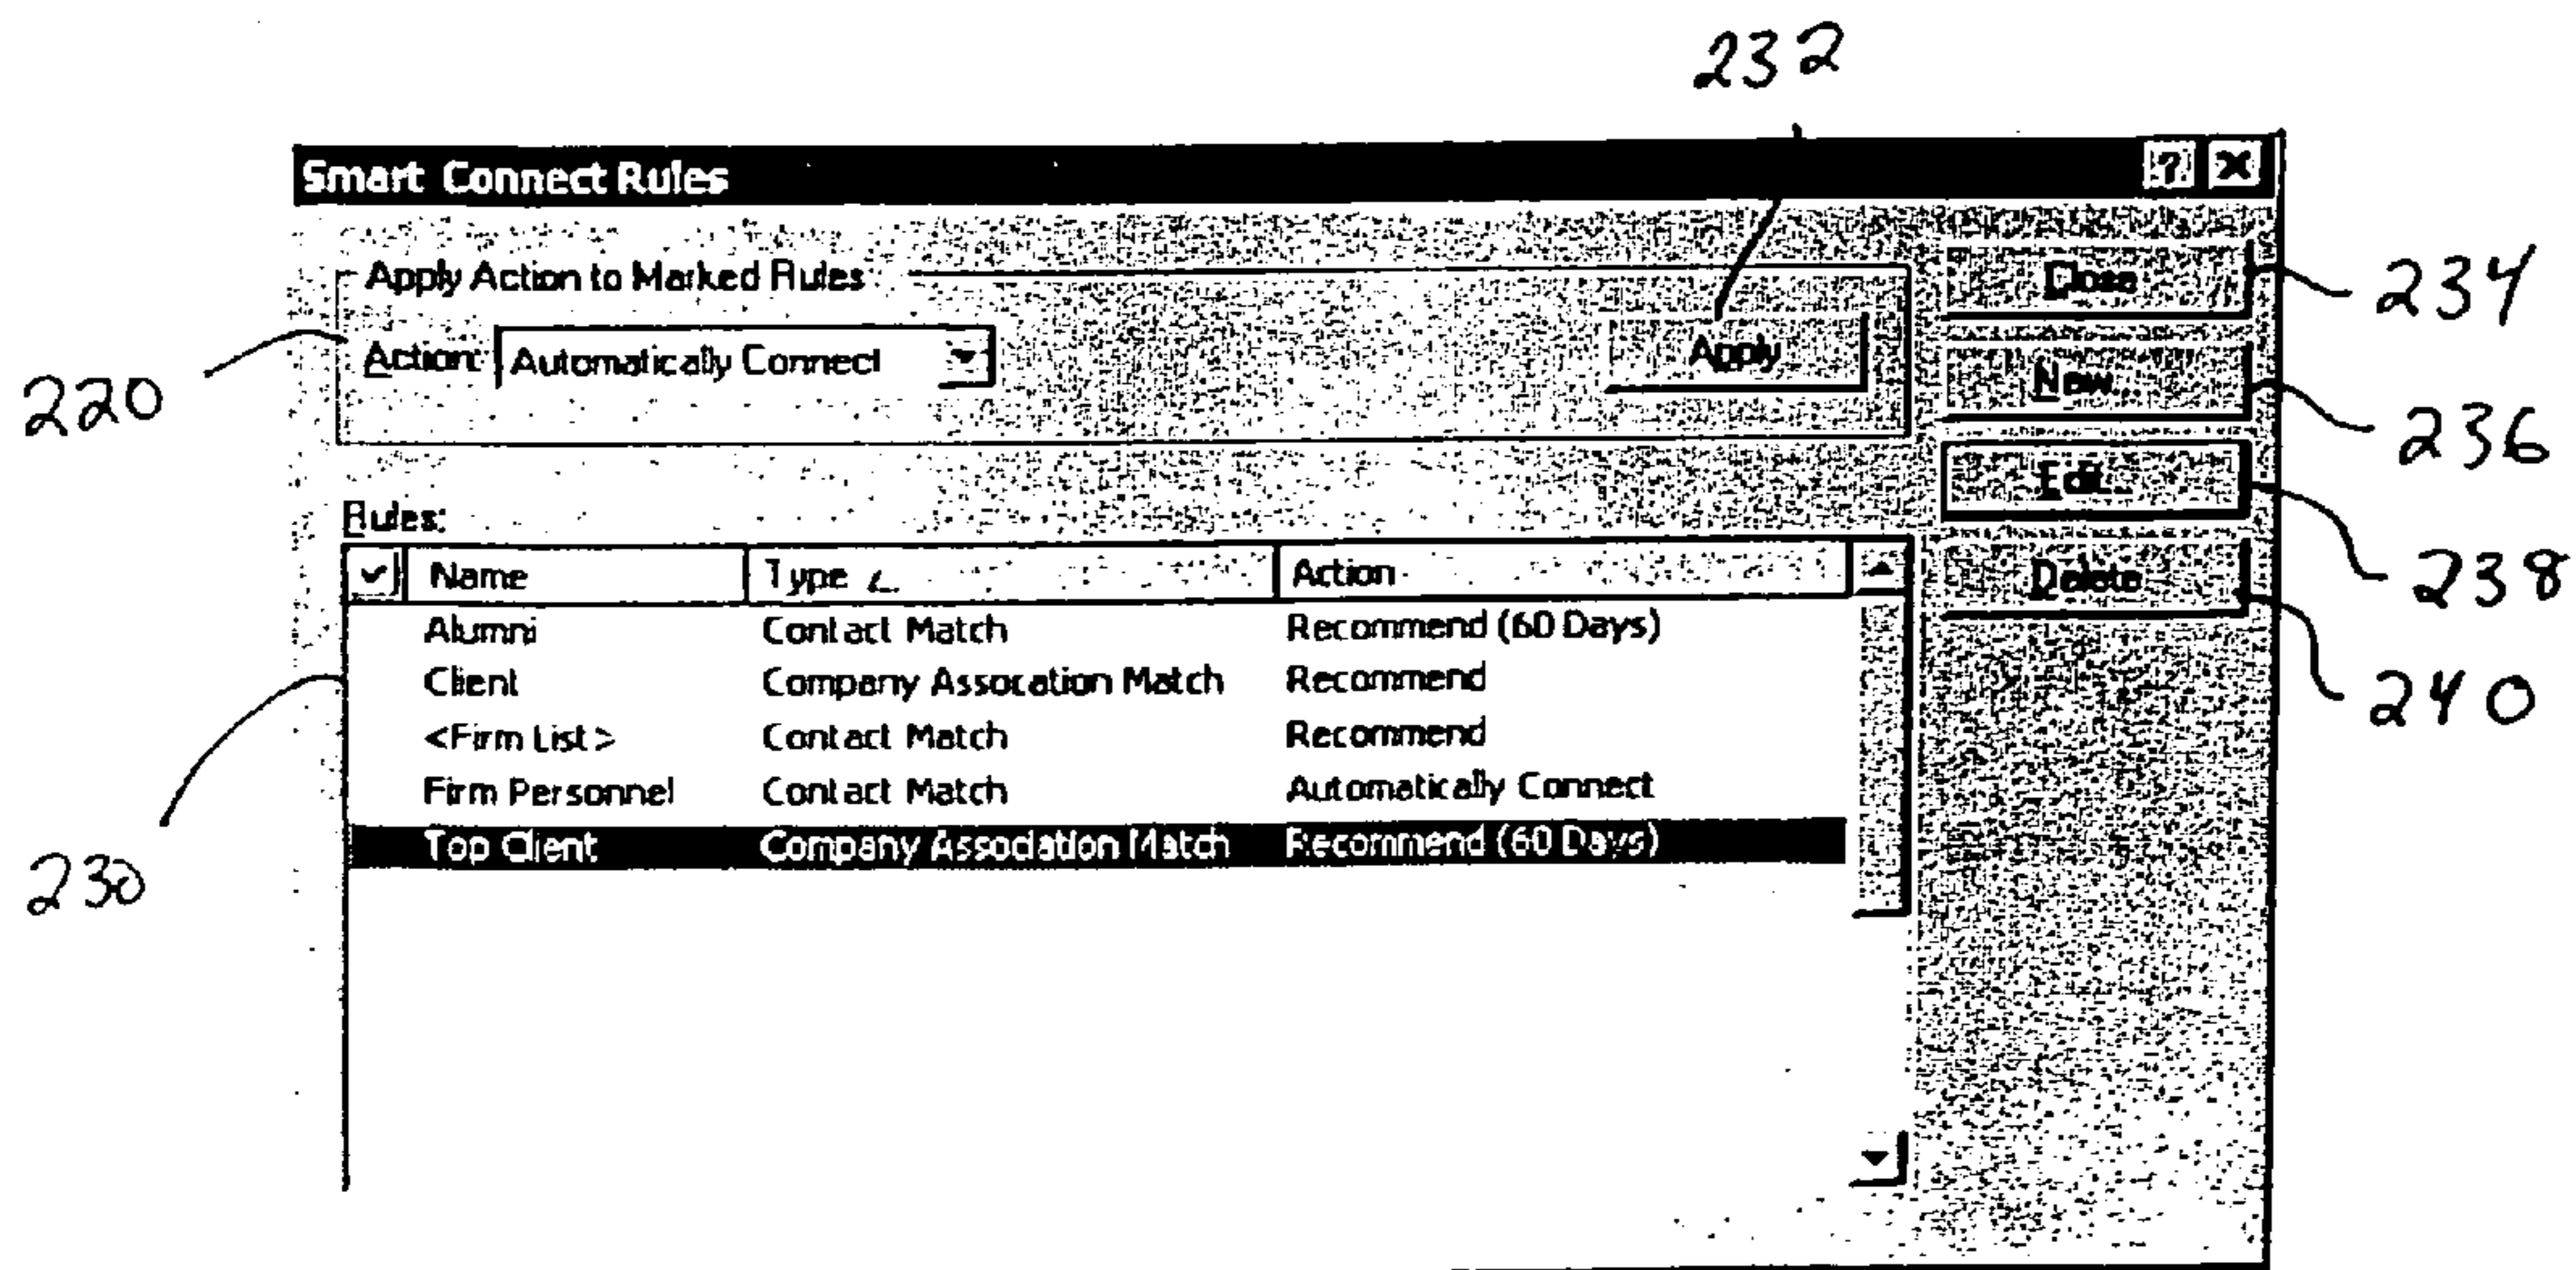 232
Smart Connect Rules ? X
Apply Action to Marked Rules
Action: Automatically Connect Apply
Close 234
New... 236
Edit... 238
Delete 240
220
Rules:
Name Type Action
Alumni Contact Match Recommend (60 Days)
Client Company Assocation Match Recommend
<Firm List> Contact Match Recommend
Firm Personnel Contact Match Automatically Connect
Top Client Company Association Match Recommend (60 Days)
230